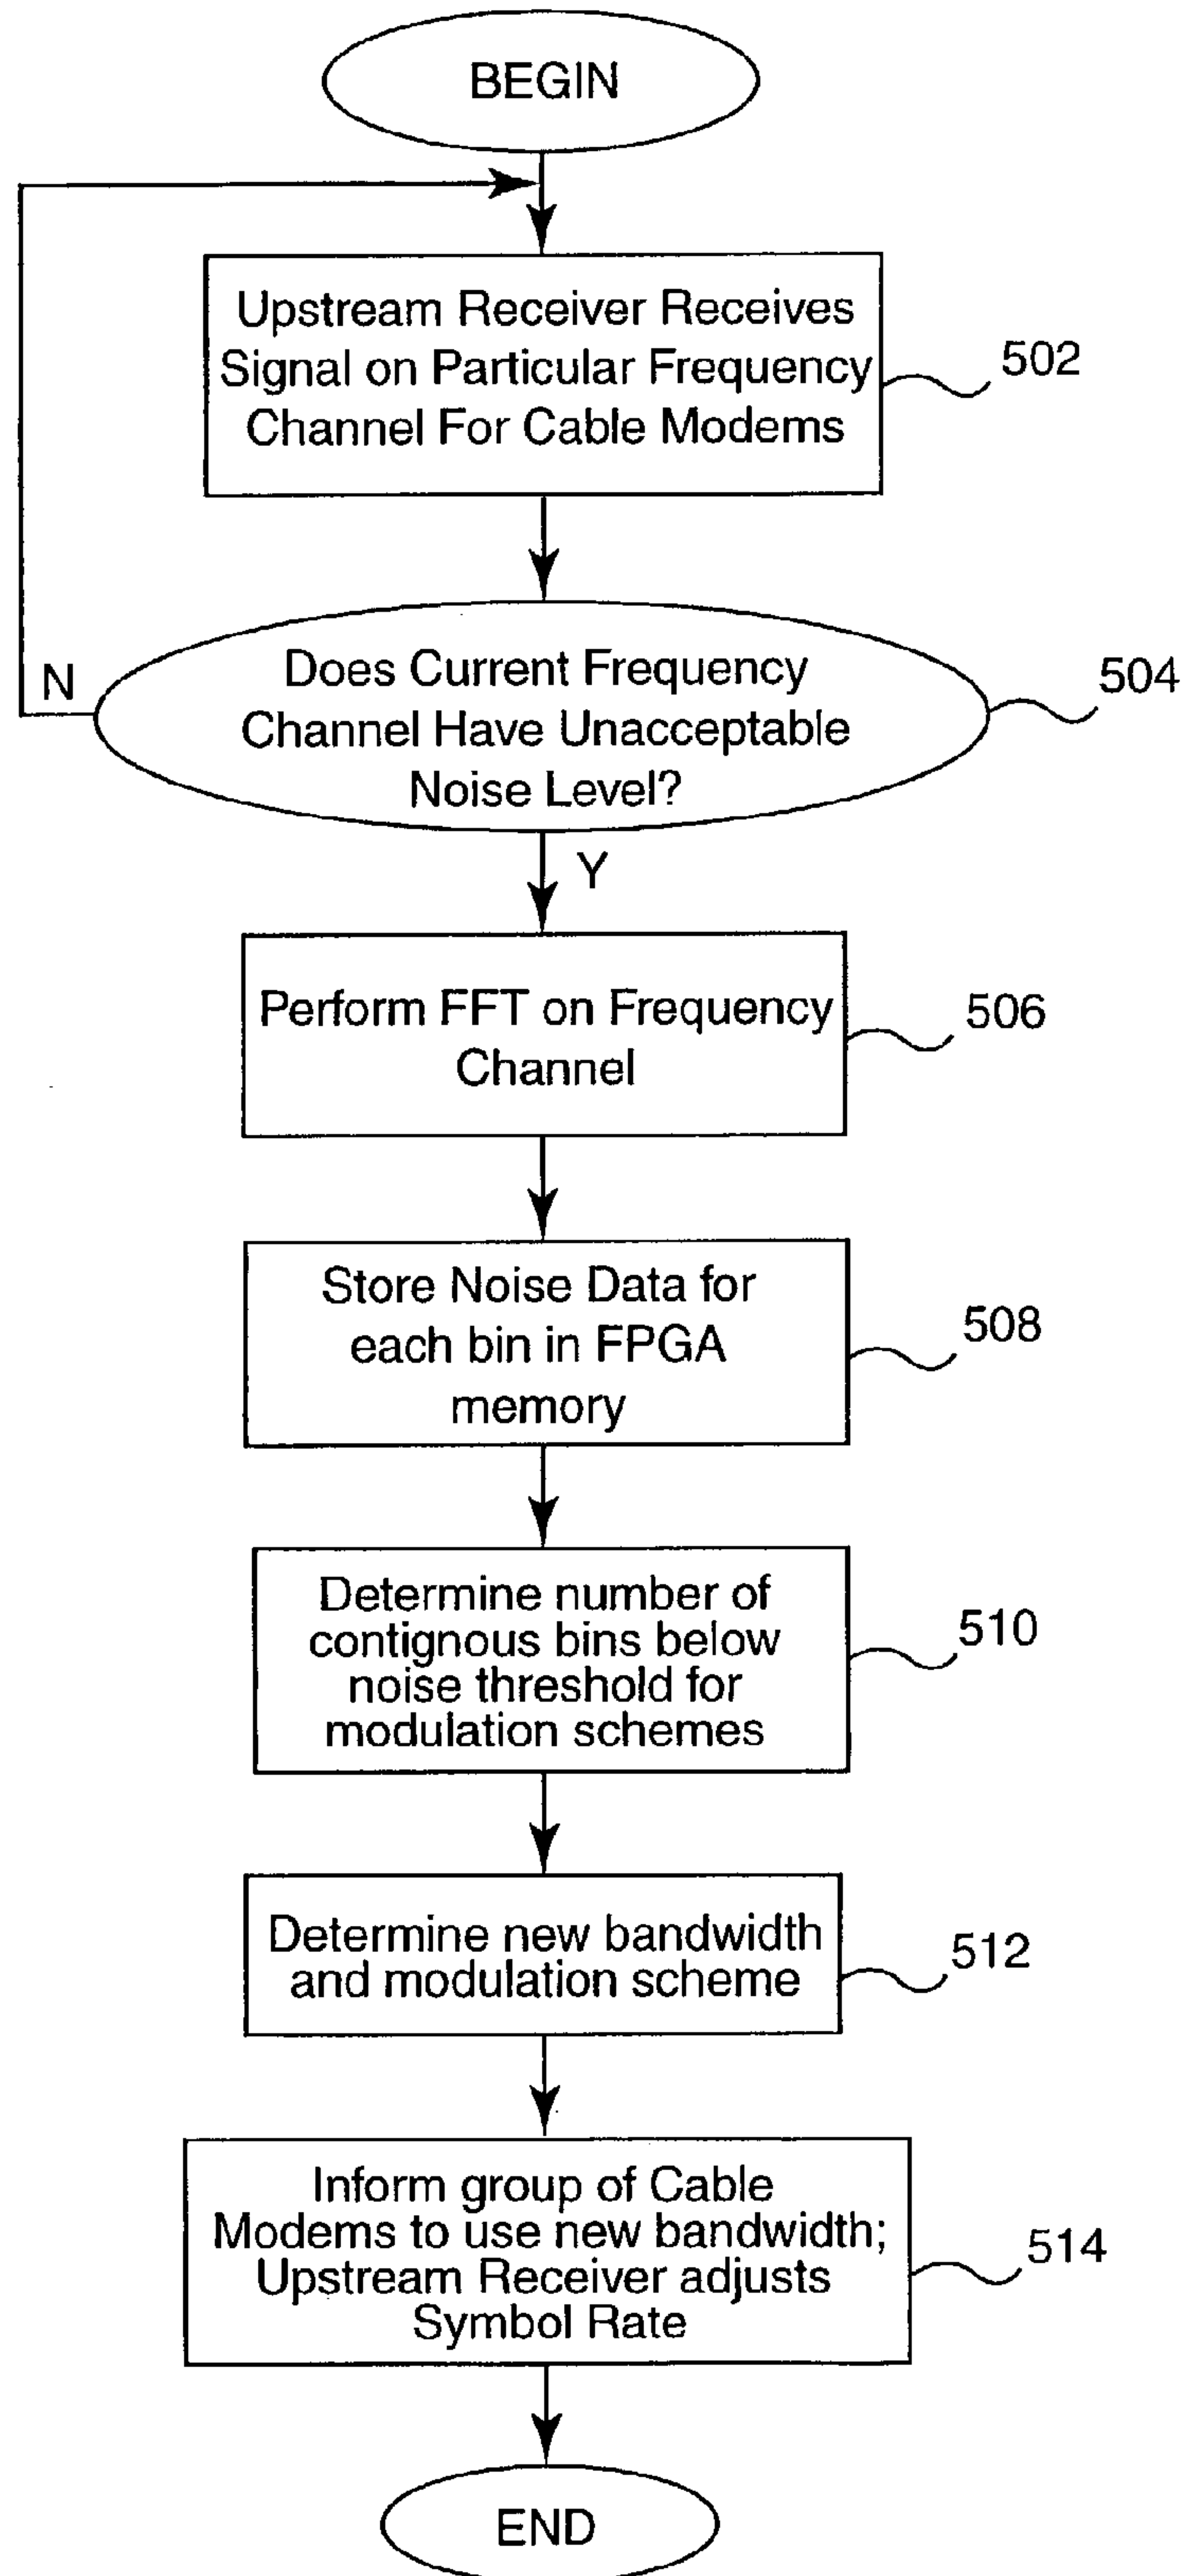 BEGIN
Upstream Receiver Receives
Signal on Particular Frequency
Channel For Cable Modems
502
Does Current Frequency
Channel Have Unacceptable
Noise Level?
504
N
Y
Perform FFT on Frequency
Channel
506
Store Noise Data for
each bin in FPGA
memory
508
Determine number of
contignous bins below
noise threshold for
modulation schemes
510
Determine new bandwidth
and modulation scheme
512
Inform group of Cable
Modems to use new bandwidth;
Upstream Receiver adjusts
Symbol Rate
514
END